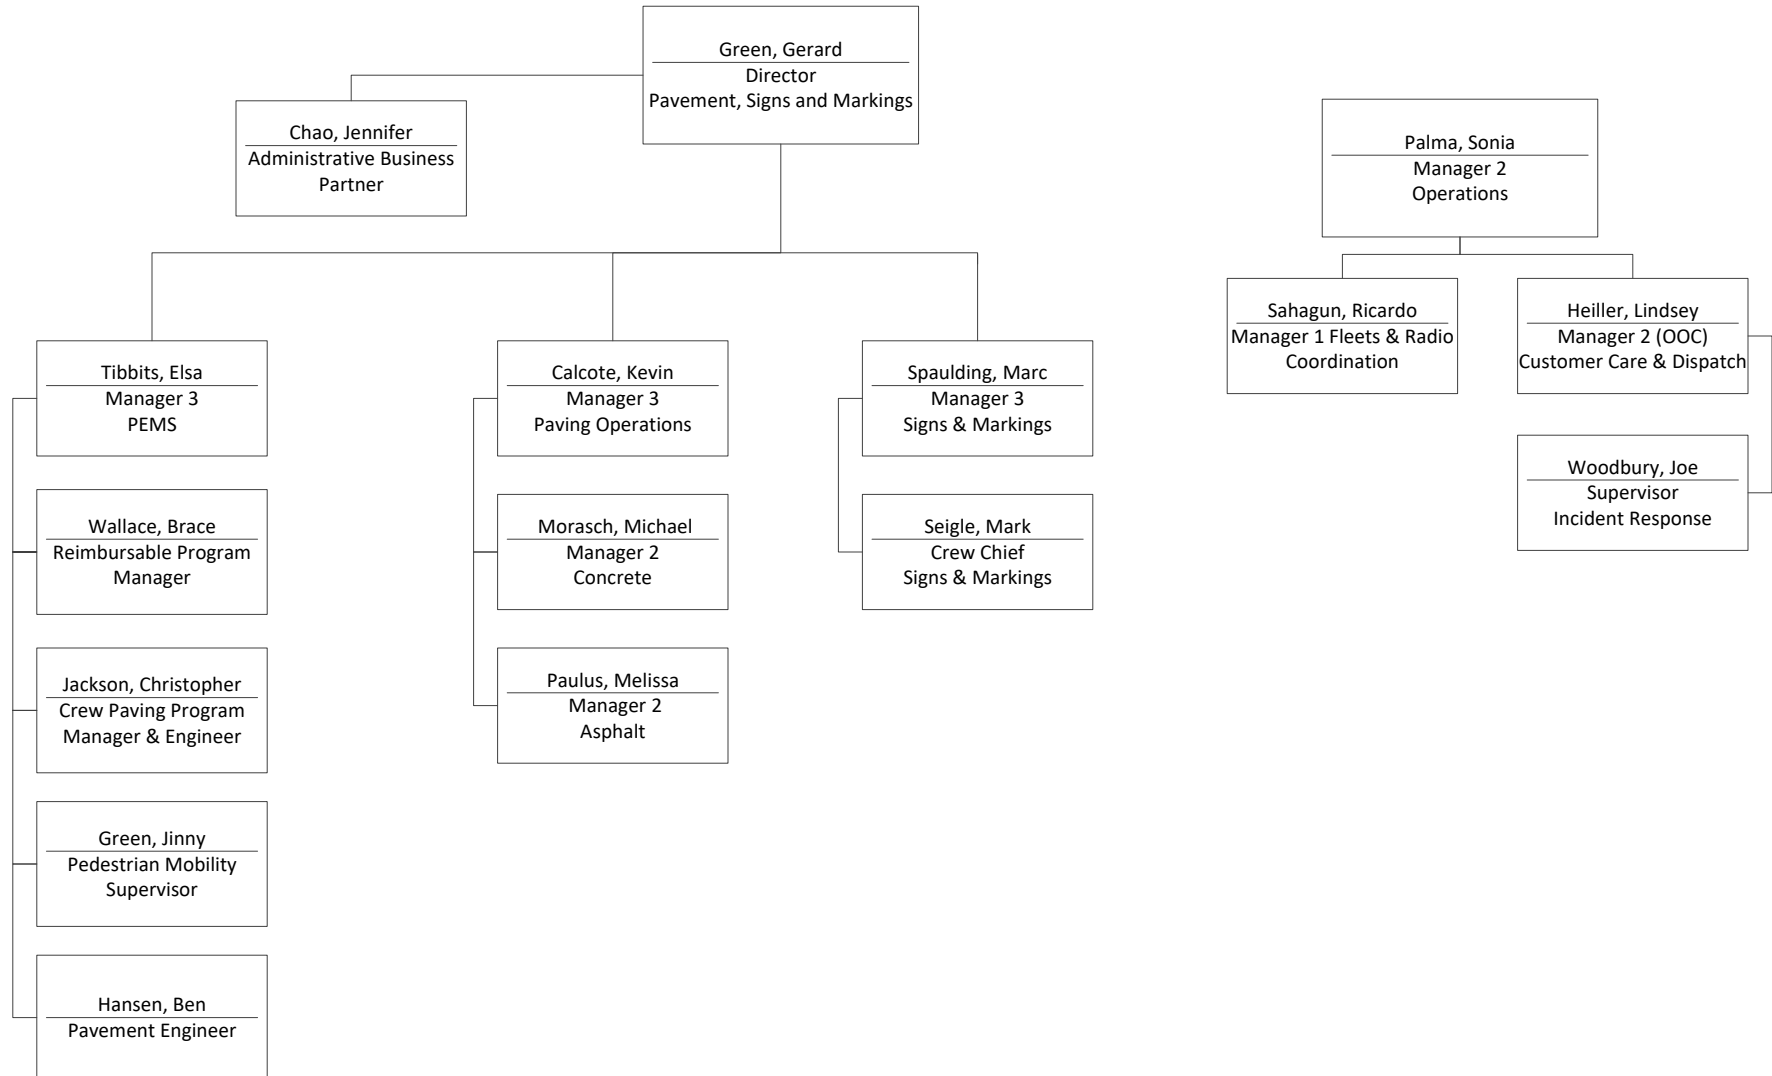 Green, Gerard
Director
Pavement, Signs and Markings
Chao, Jennifer
Administrative Business
Partner
Palma, Sonia
Manager 2
Operations
Sahagun, Ricardo
Manager 1 Fleets & Radio
Coordination
Heiller, Lindsey
Manager 2 (OOC)
Customer Care & Dispatch
Tibbits, Elsa
Manager 3
PEMS
Calcote, Kevin
Manager 3
Paving Operations
Spaulding, Marc
Manager 3
Signs & Markings
Woodbury, Joe
Supervisor
Incident Response
Wallace, Brace
Reimbursable Program
Manager
Morasch, Michael
Manager 2
Concrete
Seigle, Mark
Crew Chief
Signs & Markings
Jackson, Christopher
Crew Paving Program
Manager & Engineer
Paulus, Melissa
Manager 2
Asphalt
Green, Jinny
Pedestrian Mobility
Supervisor
Hansen, Ben
Pavement Engineer